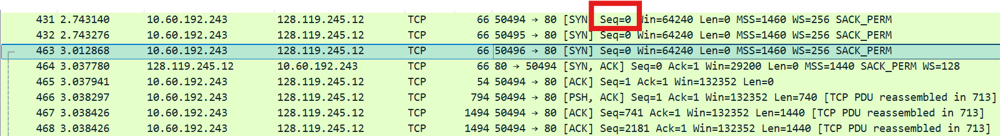 431 2.743140 10.60.192.243 128.119.245.12 TCP 66 50494 → 80 [SYN] Seq=0 Win=64240 Len=0 MSS=1460 WS=256 SACK_PERM
432 2.743276 10.60.192.243 128.119.245.12 TCP 66 50495 → 80 [SYN] Seq=0 Win=64240 Len=0 MSS=1460 WS=256 SACK_PERM
463 3.012868 10.60.192.243 128.119.245.12 TCP 66 50496 → 80 [SYN] Seq=0 Win=64240 Len=0 MSS=1460 WS=256 SACK_PERM
464 3.037780 128.119.245.12 10.60.192.243 TCP 66 80 → 50494 [SYN, ACK] Seq=0 Ack=1 Win=29200 Len=0 MSS=1440 SACK_PERM WS=128
465 3.037941 10.60.192.243 128.119.245.12 TCP 54 50494 → 80 [ACK] Seq=1 Ack=1 Win=132352 Len=0
466 3.038297 10.60.192.243 128.119.245.12 TCP 794 50494 → 80 [PSH, ACK] Seq=1 Ack=1 Win=132352 Len=740 [TCP PDU reassembled in 713]
467 3.038426 10.60.192.243 128.119.245.12 TCP 1494 50494 → 80 [ACK] Seq=741 Ack=1 Win=132352 Len=1440 [TCP PDU reassembled in 713]
468 3.038426 10.60.192.243 128.119.245.12 TCP 1494 50494 → 80 [ACK] Seq=2181 Ack=1 Win=132352 Len=1440 [TCP PDU reassembled in 713]